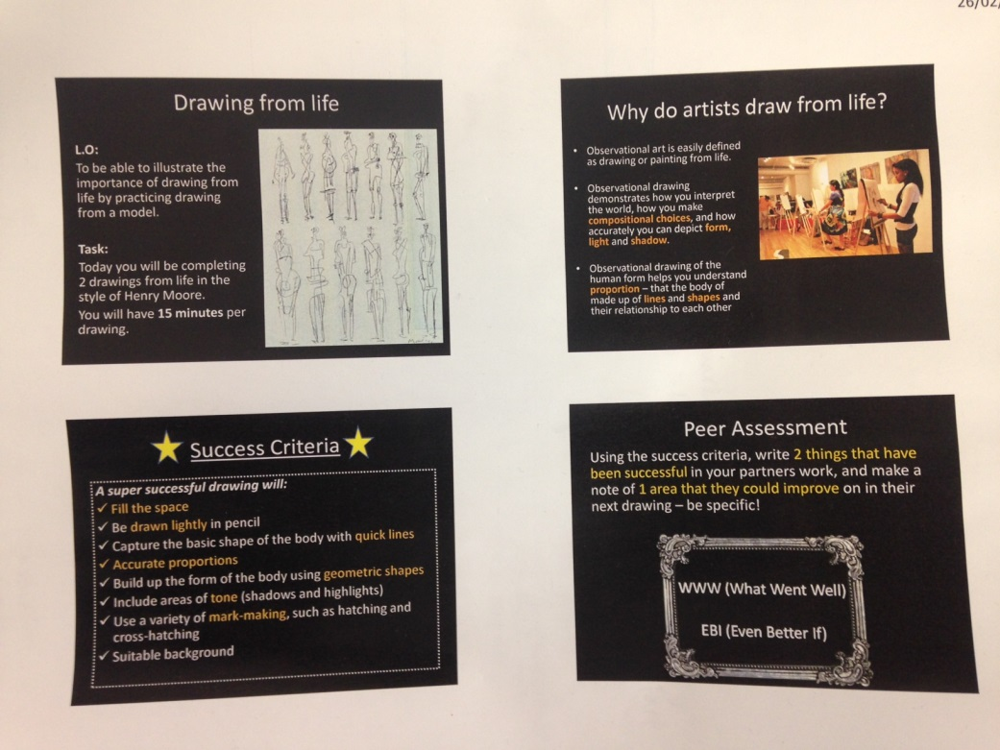 26/02/
Drawing from life
L.O:
To be able to illustrate the
importance of drawing from
life by practicing drawing
from a model.
Task:
Today you will be completing
2 drawings from life in the
style of Henry Moore.
You will have 15 minutes per
drawing.
Why do artists draw from life?
• Observational art is easily defined
as drawing or painting from life.
• Observational drawing
demonstrates how you interpret
the world, how you make
compositional choices, and how
accurately you can depict form,
light and shadow.
• Observational drawing of the
human form helps you understand
proportion – that the body of
made up of lines and shapes and
their relationship to each other
Success Criteria
A super successful drawing will:
✓ Fill the space
✓ Be drawn lightly in pencil
✓ Capture the basic shape of the body with quick lines
✓ Accurate proportions
✓ Build up the form of the body using geometric shapes
✓ Include areas of tone (shadows and highlights)
✓ Use a variety of mark-making, such as hatching and
cross-hatching
✓ Suitable background
Peer Assessment
Using the success criteria, write 2 things that have
been successful in your partners work, and make a
note of 1 area that they could improve on in their
next drawing – be specific!
WWW (What Went Well)
EBI (Even Better If)